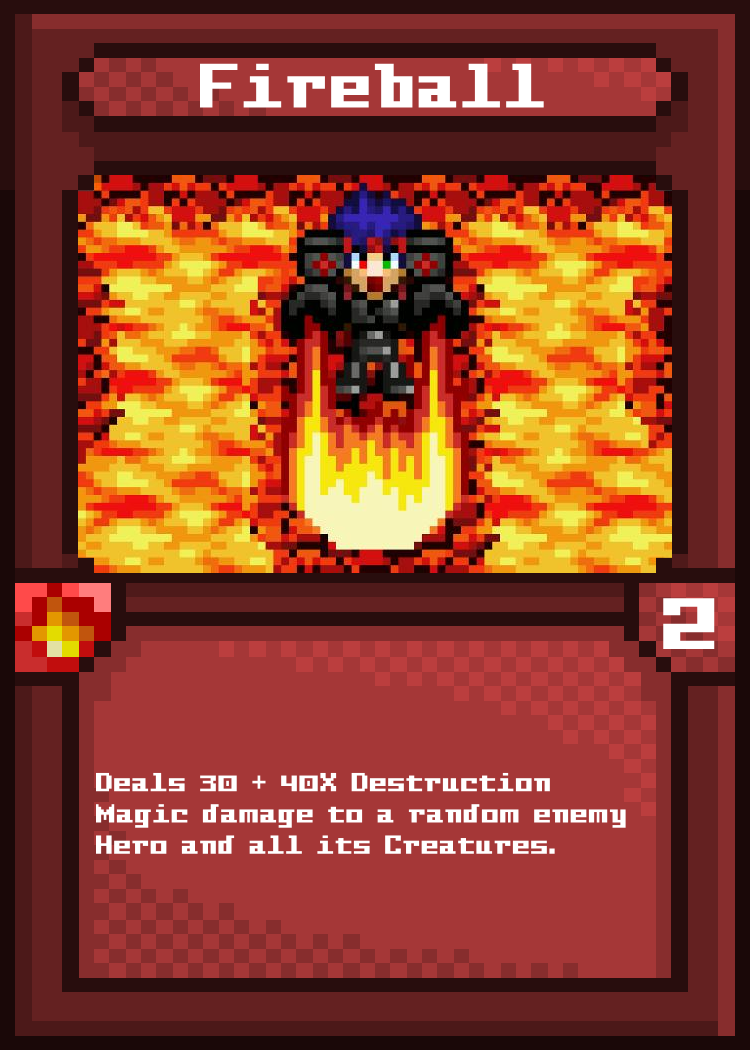 Fireball
2
Deals 30 + 40X Destruction
Magic damage to a random enemy
Hero and all its Creatures.